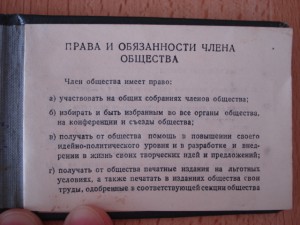 ПРАВА И ОБЯЗАННОСТИ ЧЛЕНА
ОБЩЕСТВА
Член общества имеет право:
а) участвовать на общих собраниях членов общества;
б) избирать и быть избранным во все органы общества,
на конференции и съезды общества;
в) получать от общества помощь в повышении своего
идейно-политического уровня и в разработке и внед-
рении в жизнь своих творческих идей и предложений;
г) получать от общества печатные издания на льготных
условиях, а также печатать в изданиях общества свои
труды, одобренные в соответствующей секции общества